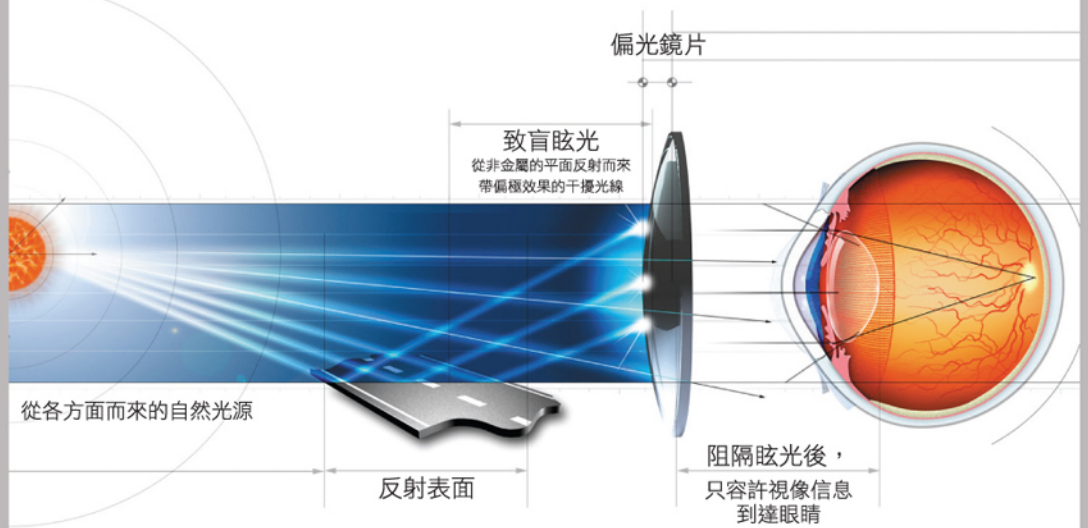 偏光鏡片
致盲眩光
從非金屬的平面反射而來
帶偏極效果的干擾光線
從各方面而來的自然光源
反射表面
阻隔眩光後，
只容許視像信息
到達眼睛